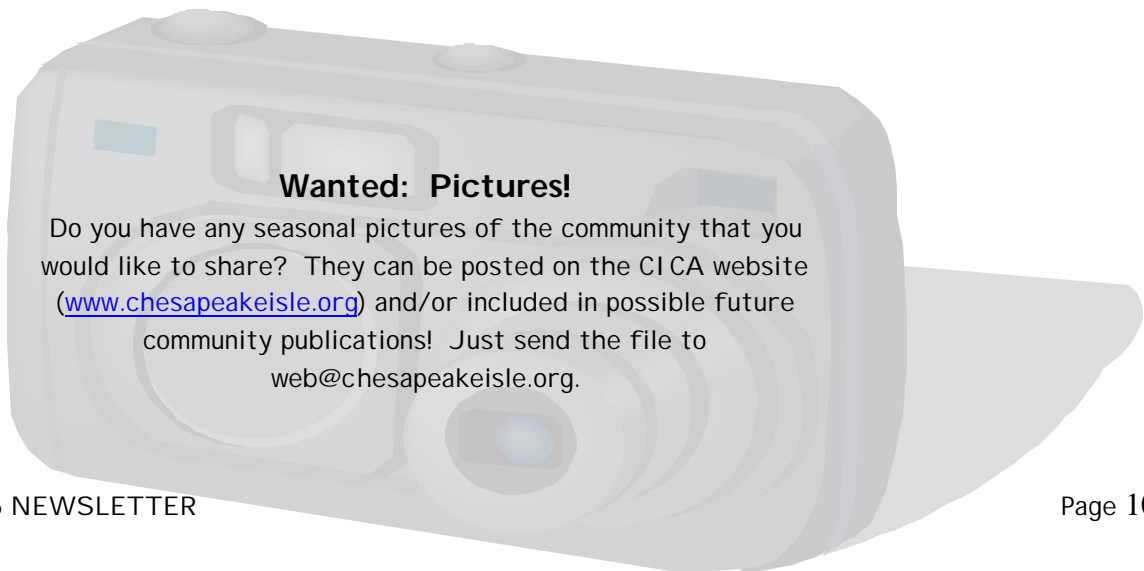 Wanted: Pictures!
Do you have any seasonal pictures of the community that you
would like to share? They can be posted on the CICA website
(www.chesapeakeisle.org) and/or included in possible future
community publications! Just send the file to
web@chesapeakeisle.org.
NEWSLETTER Page